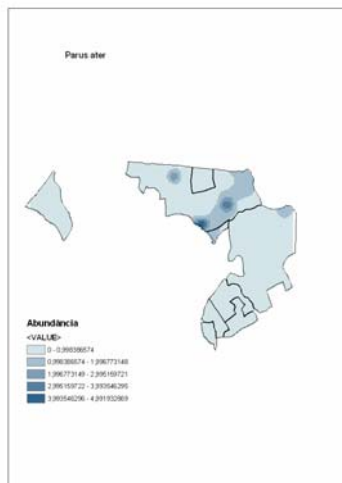 Parus ater
Abundância
<VALUE>
0 - 0,998386574
0,998386574 - 1,996773148
1,996773149 - 2,995159721
2,995159722 - 3,993546295
3,993546296 - 4,991932869